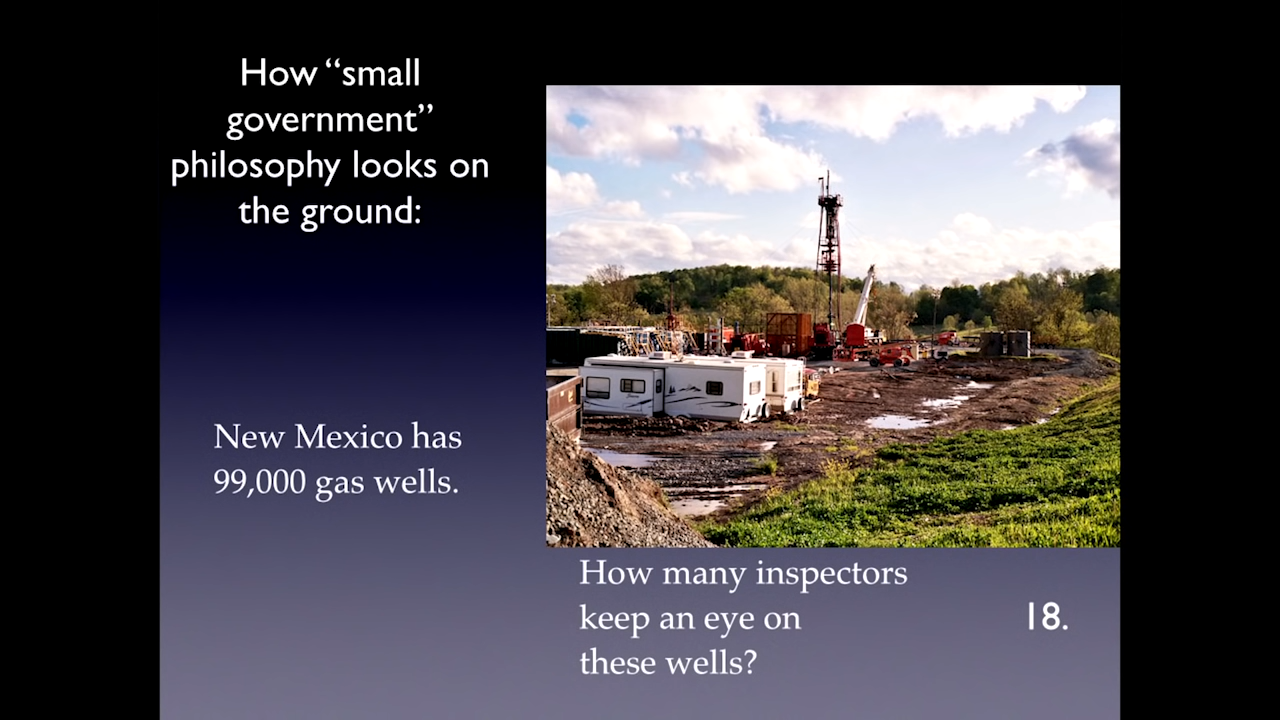 How “small
government”
philosophy looks on
the ground:
New Mexico has
99,000 gas wells.
How many inspectors
keep an eye on
these wells?
18.